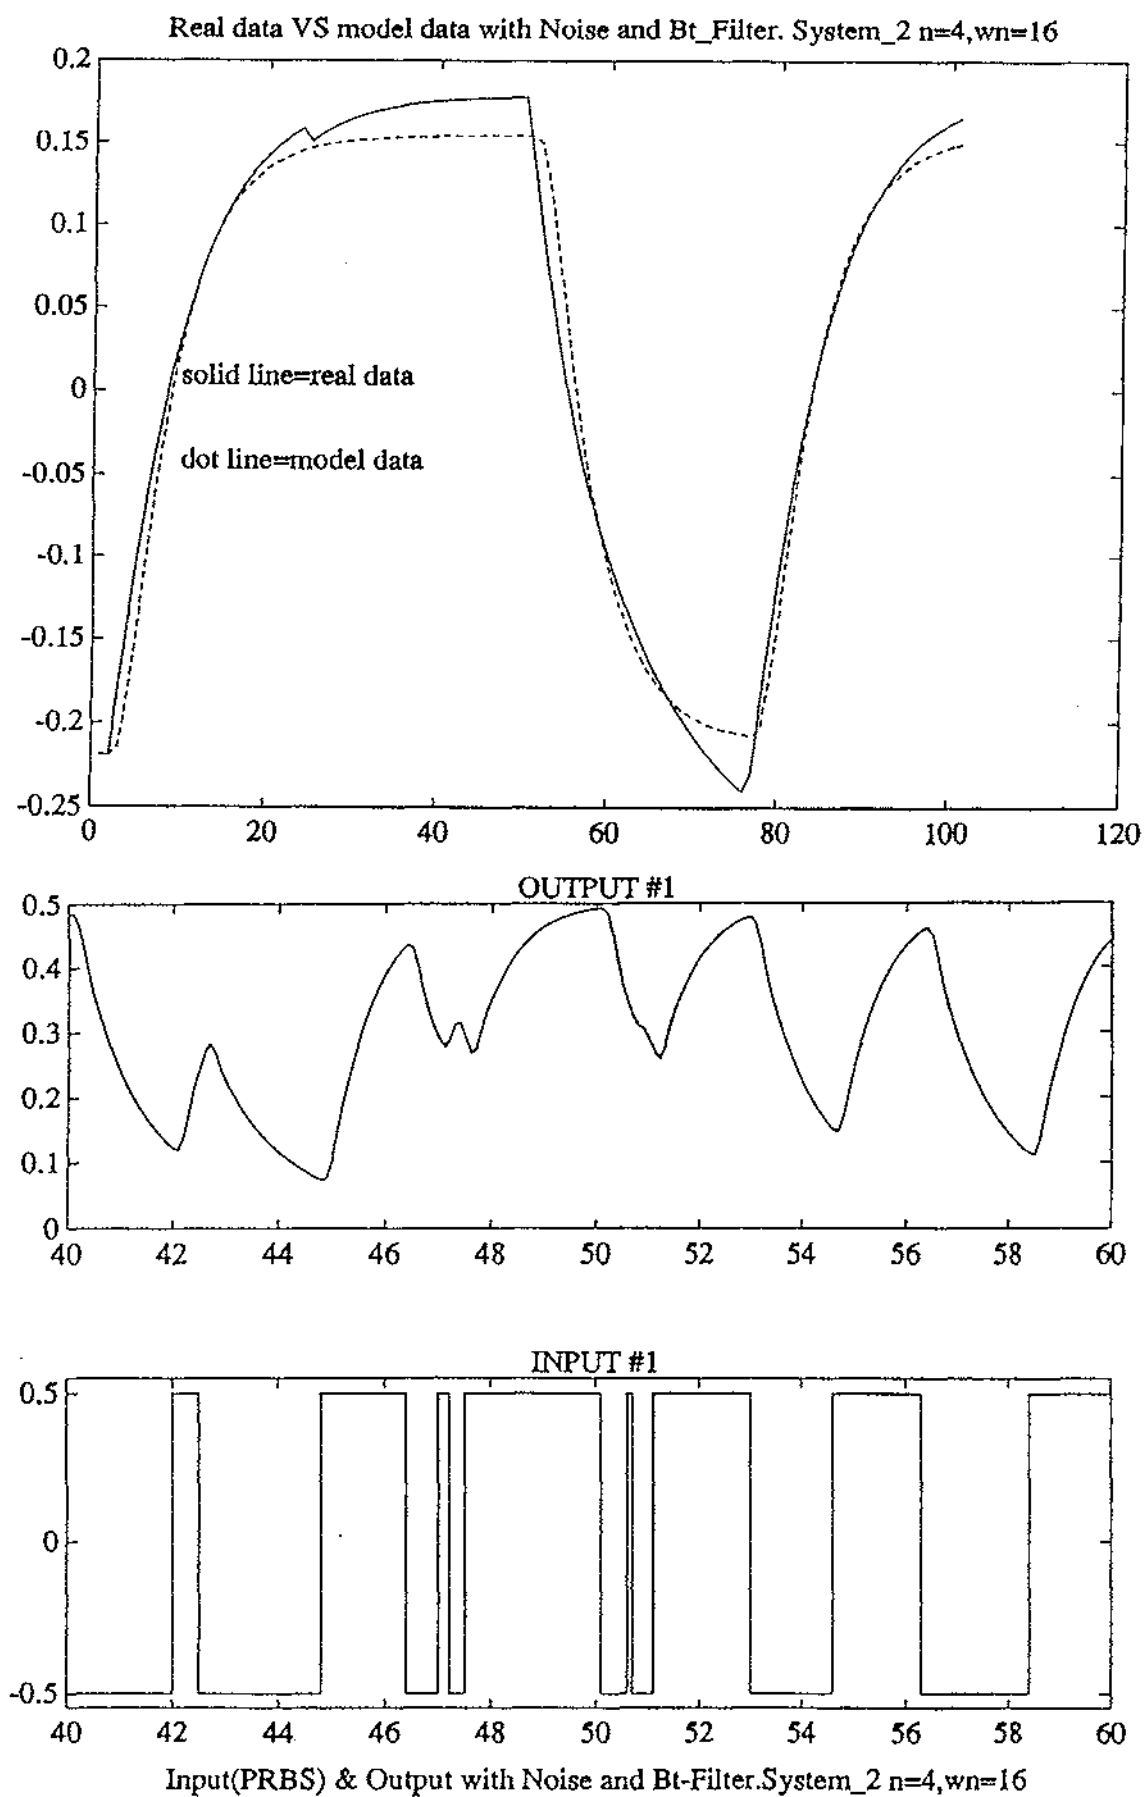 Real data VS model data with Noise and Bt_Filter. System_2 n=4,wn=16
0.2
0.15
0.1
0.05
0
-0.05
-0.1
-0.15
-0.2
-0.25
solid line=real data
dot line=model data
0 20 40 60 80 100 120
OUTPUT #1
0.5
0.4
0.3
0.2
0.1
0
40 42 44 46 48 50 52 54 56 58 60
INPUT #1
0.5
0
-0.5
40 42 44 46 48 50 52 54 56 58 60
Input(PRBS) & Output with Noise and Bt-Filter.System_2 n=4,wn=16